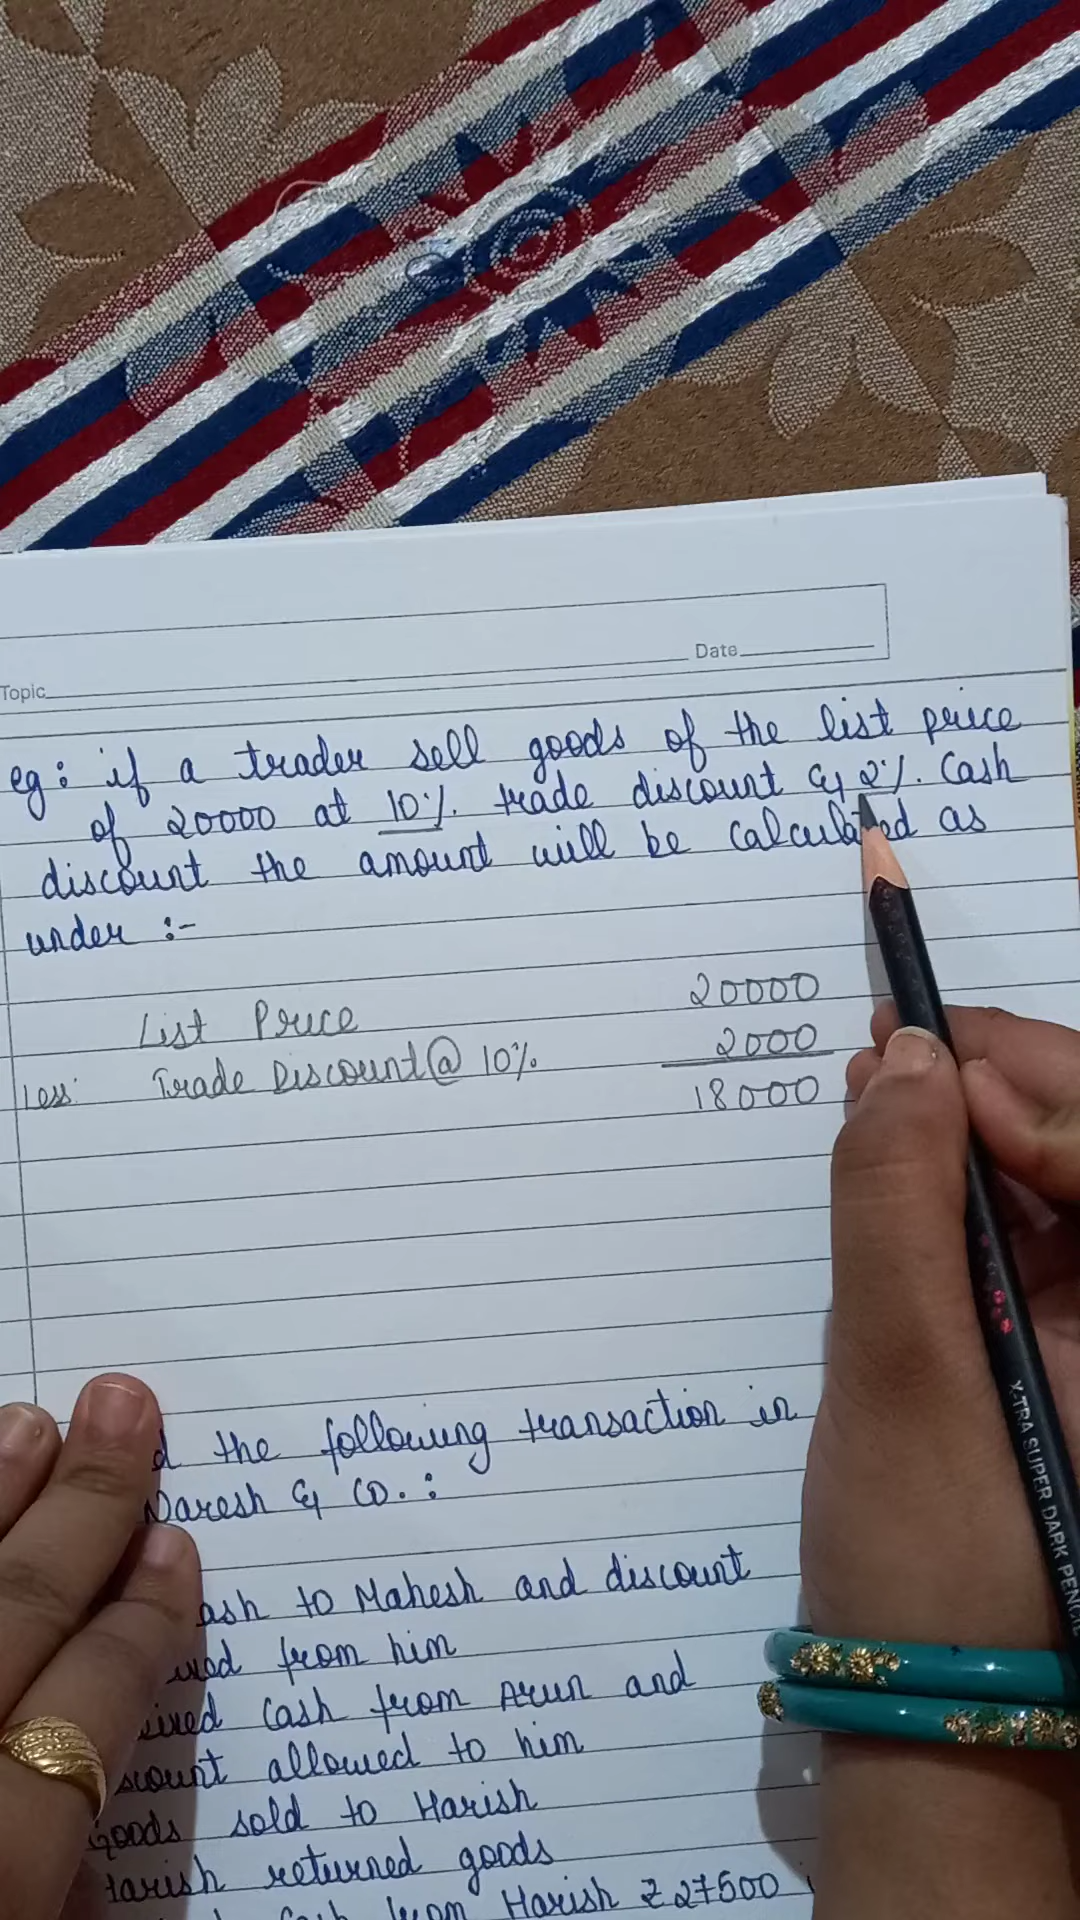 Date
Topic
eg: if a trader sell goods of the list price
of 20000 at 10% trade discount & 2% Cash
discount the amount will be calculated as
under :-
List Price 20000
Less: Trade Discount @ 10% 2000
18000
the following transaction in
Naresh & CO. :
to Mahesh and discount
from him
Cash from Arun and
allowed to him
Goods sold to Harish
returned goods
from Harish ₹27500
X-TRA SUPER DARK PENCIL